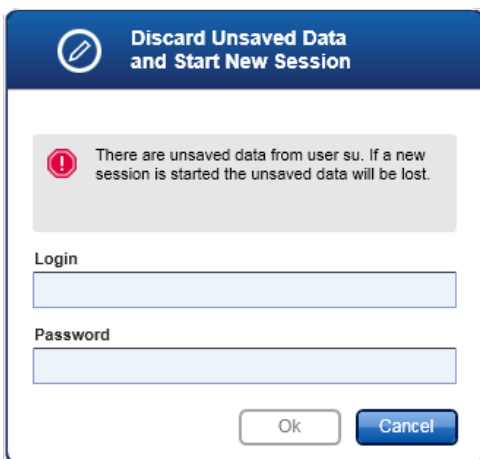 Discard Unsaved Data
and Start New Session
There are unsaved data from user su. If a new
session is started the unsaved data will be lost.
Login
Password
Ok
Cancel